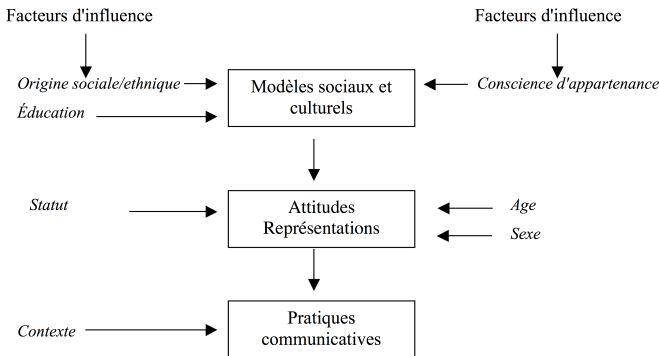 Facteurs d'influence
Facteurs d'influence
Origine sociale/ethnique
Modèles sociaux et
culturels
Conscience d'appartenance
Éducation
Statut
Attitudes
Représentations
Age
Sexe
Contexte
Pratiques
communicatives